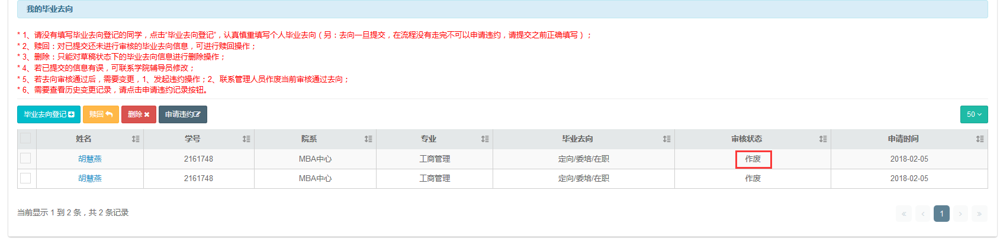 我的毕业去向
* 1、请没有填写毕业去向登记的同学，点击“毕业去向登记”，认真慎重填写个人毕业去向（另：去向一旦提交，在流程没有走完不可以申请违约，请提交之前正确填写）；
* 2、赎回：对已提交还未进行审核的毕业去向信息，可进行赎回操作；
* 3、删除：只能对草稿状态下的毕业去向信息进行删除操作；
* 4、若已提交的信息有误，可联系学院辅导员修改；
* 5、若去向审核通过后，需要变更，1、发起违约操作；2、联系管理人员作废当前审核通过去向；
* 6、需要查看历史变更记录，请点击申请违约记录按钮。
毕业去向登记 赎回 删除 申请违约 50
姓名 学号 院系 专业 毕业去向 审核状态 申请时间
胡慧燕 2161748 MBA中心 工商管理 定向/委培/在职 作废 2018-02-05
胡慧燕 2161748 MBA中心 工商管理 定向/委培/在职 作废 2018-02-05
当前显示 1 到 2 条，共 2 条记录 « ‹ 1 › »